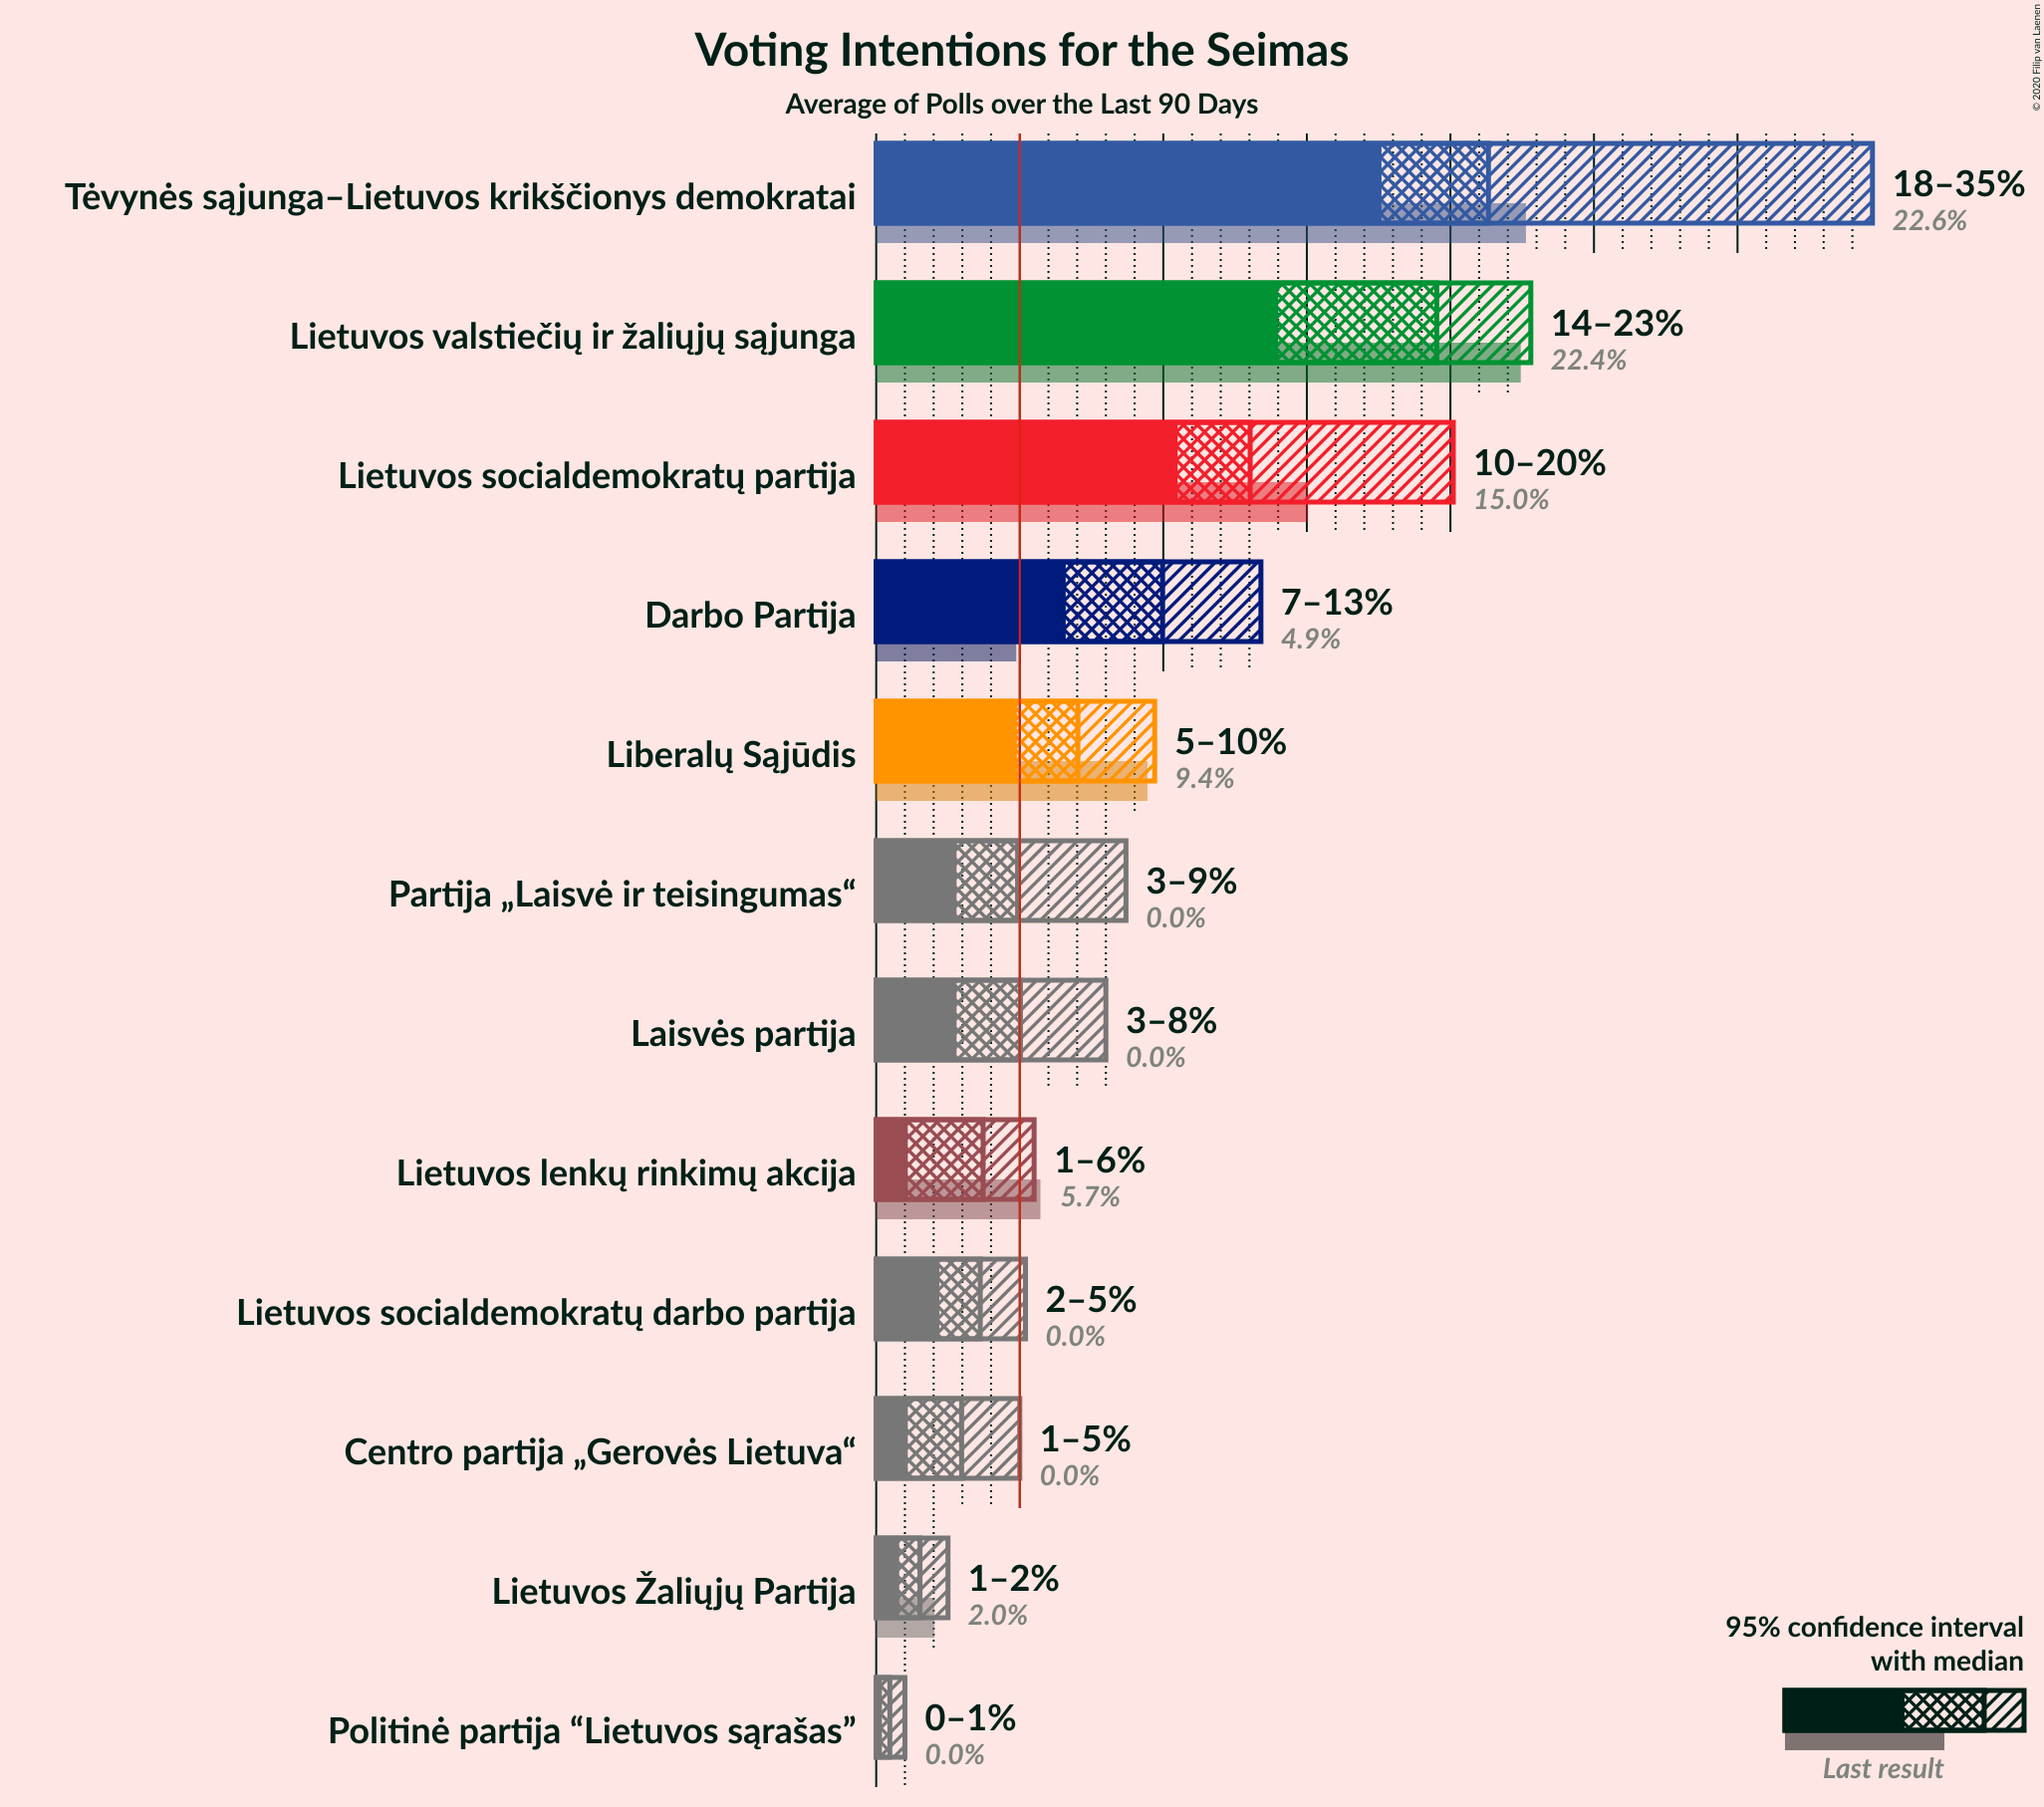 Voting Intentions for the Seimas
Average of Polls over the Last 90 Days
© 2020 Filip van Laenen
Tėvynės sąjunga–Lietuvos krikščionys demokratai
18–35%
22.6%
Lietuvos valstiečių ir žaliųjų sąjunga
14–23%
22.4%
Lietuvos socialdemokratų partija
10–20%
15.0%
Darbo Partija
7–13%
4.9%
Liberalų Sąjūdis
5–10%
9.4%
Partija „Laisvė ir teisingumas“
3–9%
0.0%
Laisvės partija
3–8%
0.0%
Lietuvos lenkų rinkimų akcija
1–6%
5.7%
Lietuvos socialdemokratų darbo partija
2–5%
0.0%
Centro partija „Gerovės Lietuva“
1–5%
0.0%
Lietuvos Žaliųjų Partija
1–2%
2.0%
Politinė partija “Lietuvos sąrašas”
0–1%
0.0%
95% confidence interval
with median
Last result